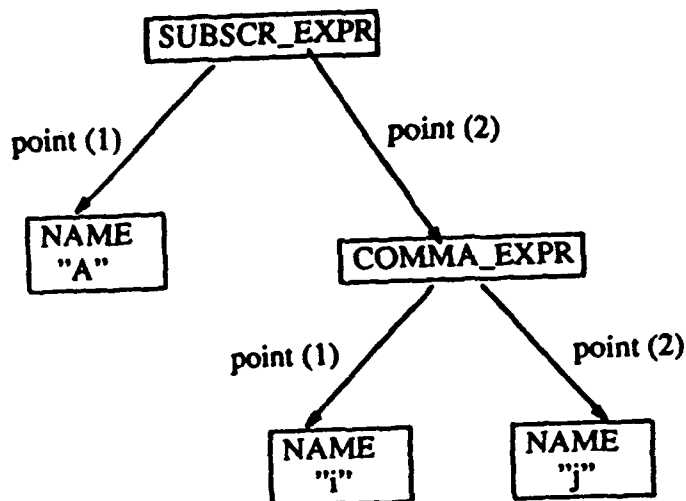 SUBSCR_EXPR
point (1)
point (2)
NAME
"A"
COMMA_EXPR
point (1)
point (2)
NAME
"i"
NAME
"j"